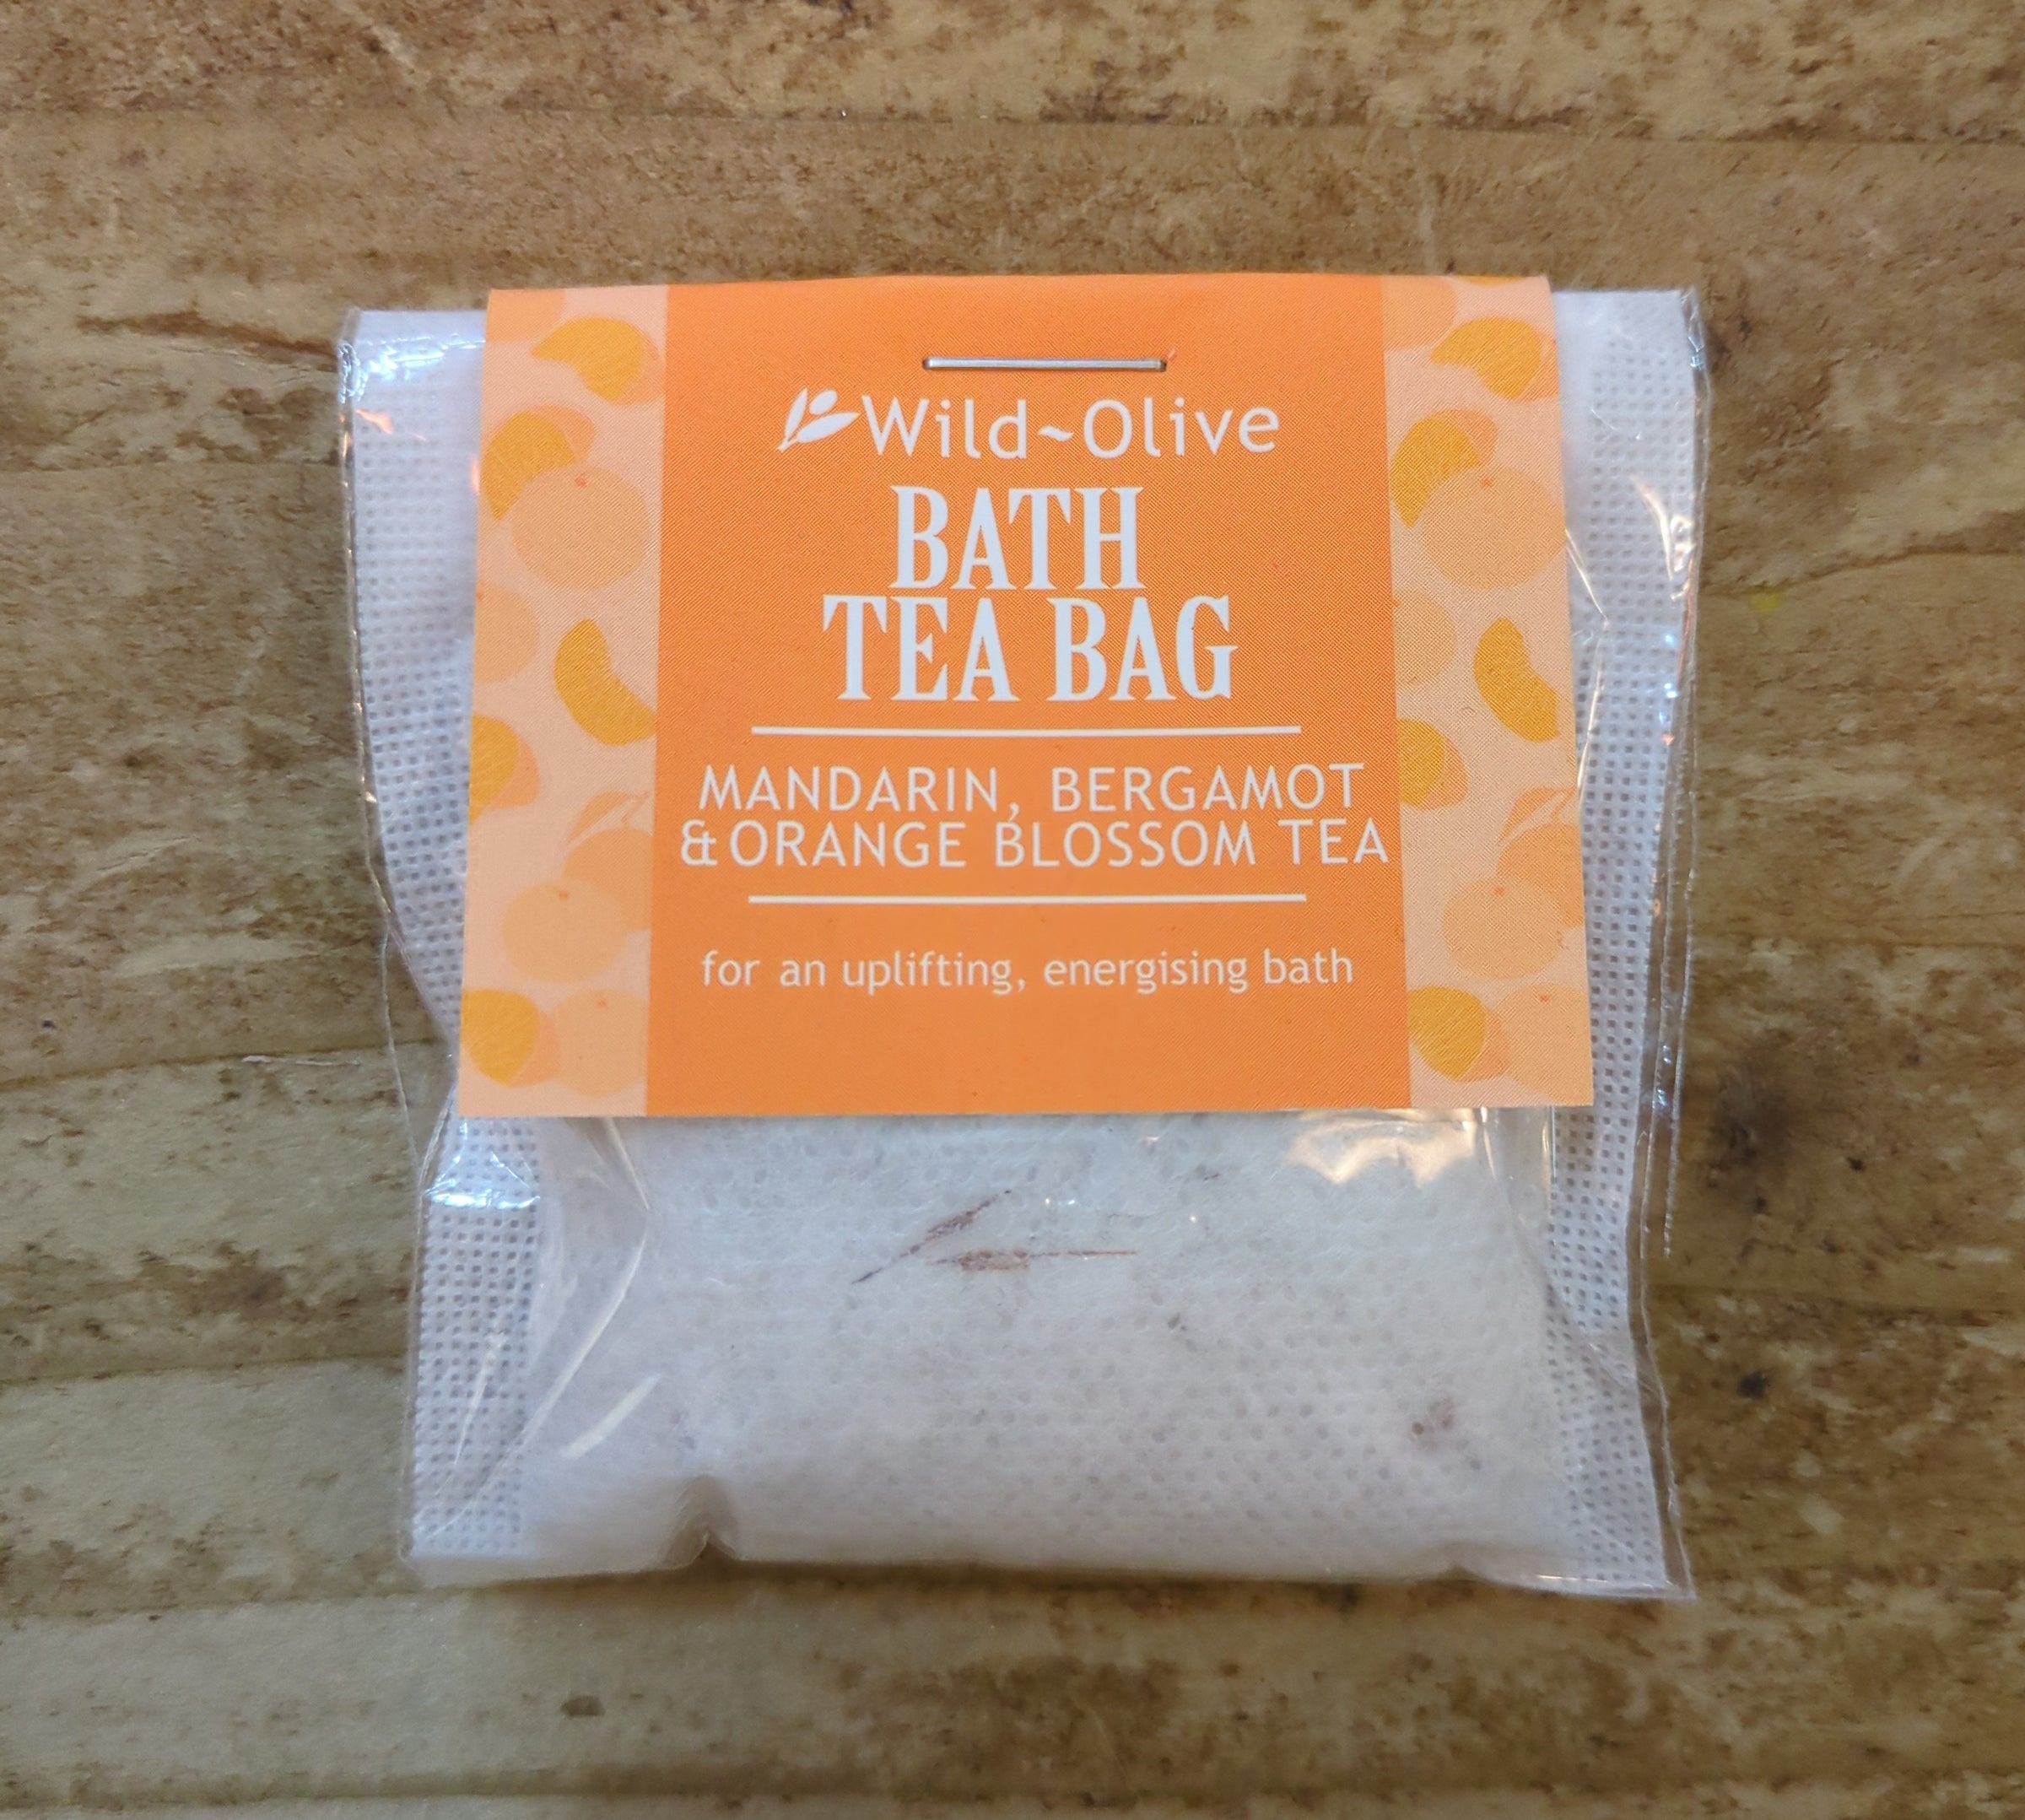 Wild~Olive
BATH
TEA BAG
MANDARIN, BERGAMOT
& ORANGE BLOSSOM TEA
for an uplifting, energising bath